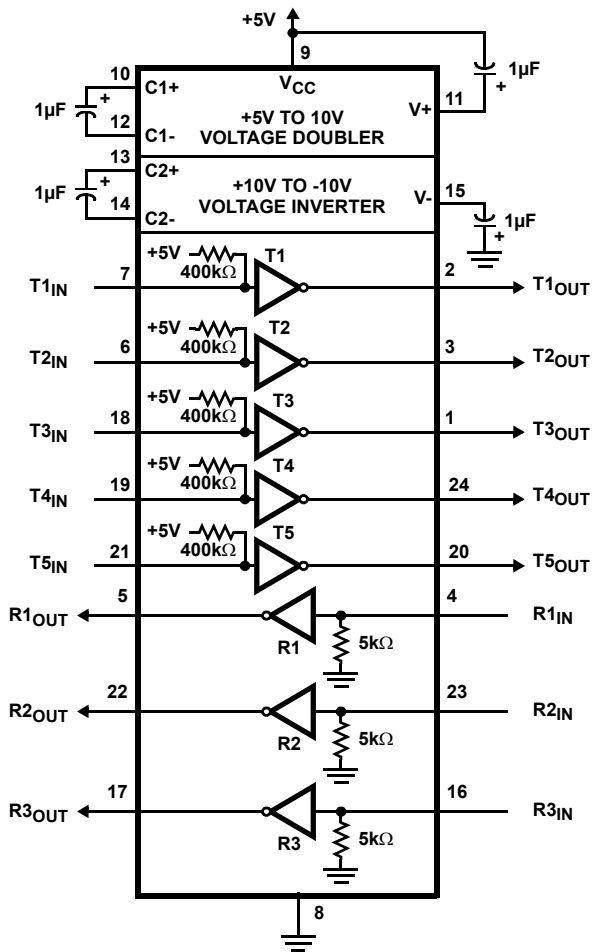 +5V
9
VCC
10
C1+
1µF
+
12
C1-
+5V TO 10V
VOLTAGE DOUBLER
V+
11
+
1µF
13
C2+
1µF
+
14
C2-
+10V TO -10V
VOLTAGE INVERTER
V-
15
1µF
+
+5V
400kΩ
T1
T1IN
7
2
T1OUT
+5V
400kΩ
T2
T2IN
6
3
T2OUT
+5V
400kΩ
T3
T3IN
18
1
T3OUT
+5V
400kΩ
T4
T4IN
19
24
T4OUT
+5V
400kΩ
T5
T5IN
21
20
T5OUT
R1OUT
5
R1
5kΩ
4
R1IN
R2OUT
22
R2
5kΩ
23
R2IN
R3OUT
17
R3
5kΩ
16
R3IN
8